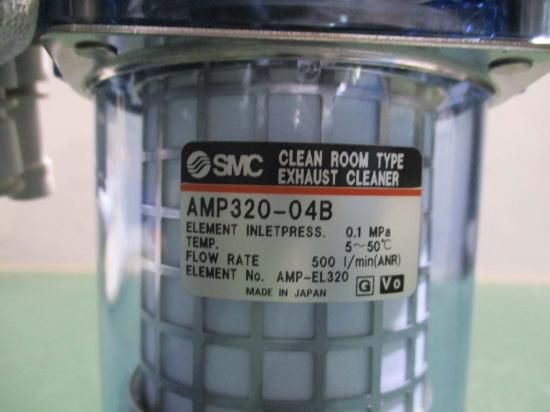 SMC CLEAN ROOM TYPE
EXHAUST CLEANER
AMP320-04B
ELEMENT INLETPRESS. 0.1 MPa
TEMP. 5~50℃
FLOW RATE 500 l/min(ANR)
ELEMENT No. AMP-EL320
MADE IN JAPAN G Vo